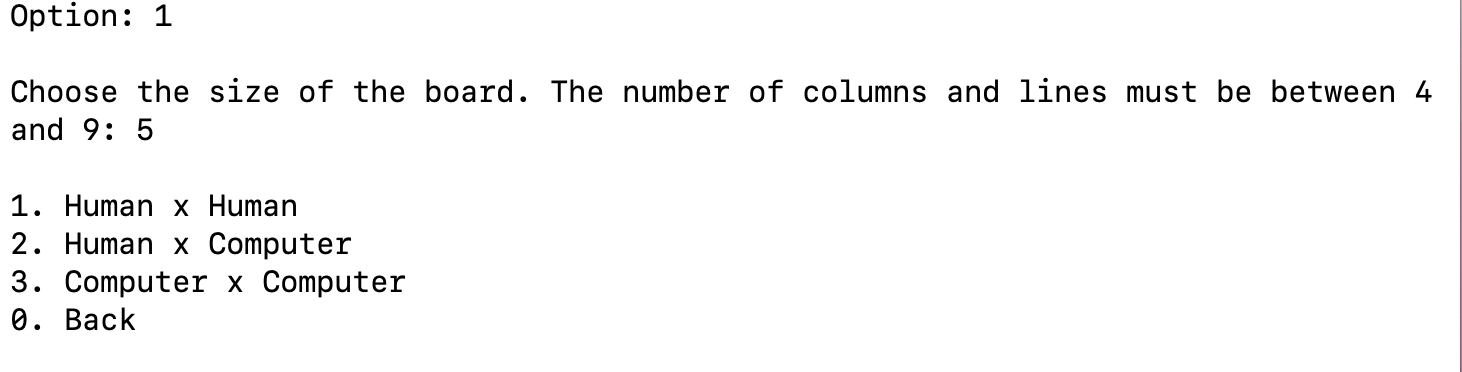 Option: 1
Choose the size of the board. The number of columns and lines must be between 4
and 9: 5
1. Human x Human
2. Human x Computer
3. Computer x Computer
0. Back